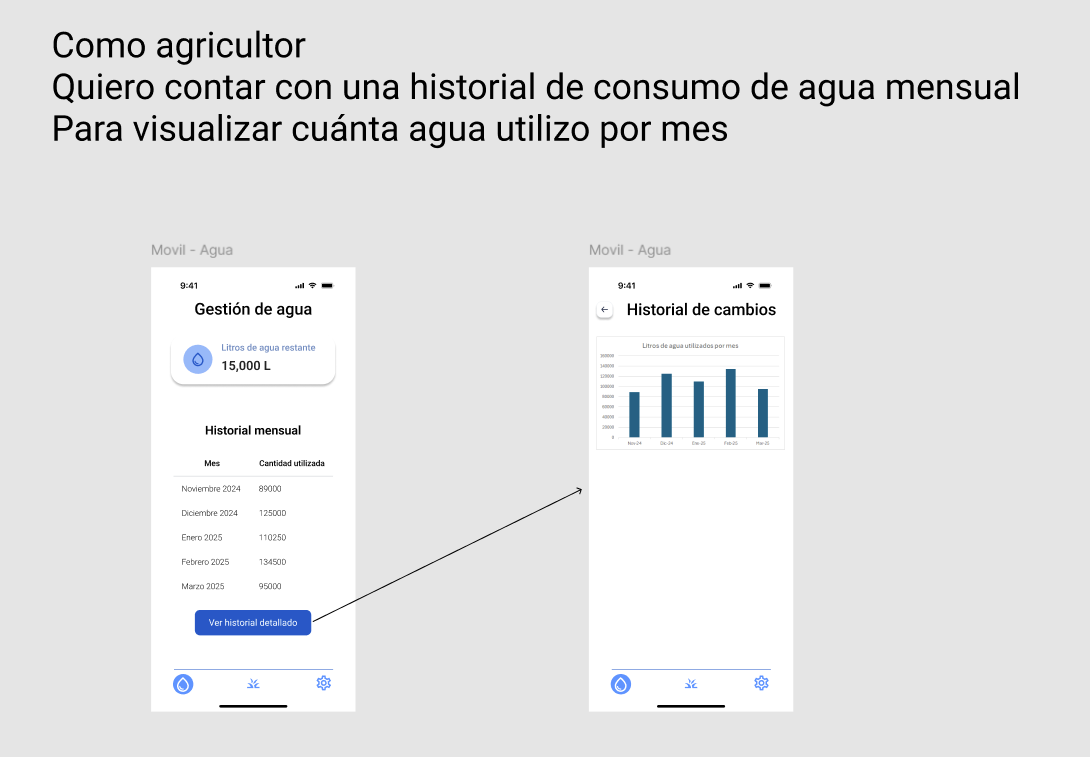 Como agricultor
Quiero contar con una historial de consumo de agua mensual
Para visualizar cuánta agua utilizo por mes
Movil - Agua
9:41
Gestión de agua
Litros de agua restante
15,000 L
Historial mensual
Mes Cantidad utilizada
Noviembre 2024 89000
Diciembre 2024 125000
Enero 2025 110250
Febrero 2025 134500
Marzo 2025 95000
Ver historial detallado
Movil - Agua
9:41
Historial de cambios
Litros de agua utilizados por mes
160000
140000
120000
100000
80000
60000
40000
20000
0
Nov-24 Dic-24 Ene-25 Feb-25 Mar-25